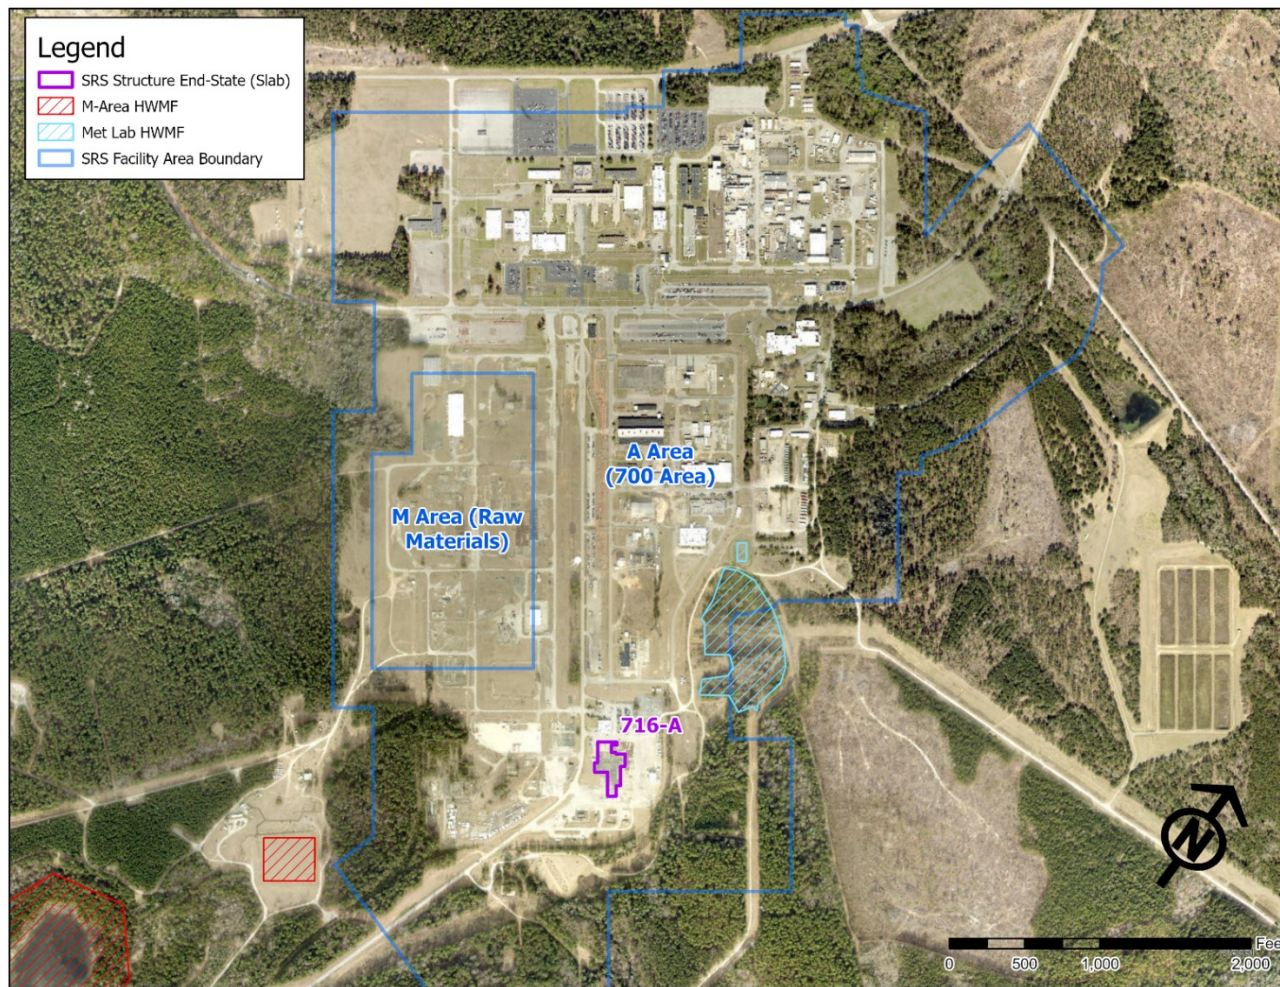 Legend
SRS Structure End-State (Slab)
M-Area HWMF
Met Lab HWMF
SRS Facility Area Boundary
A Area
(700 Area)
M Area (Raw
Materials)
716-A
N
Fee
0 500 1,000 2,000